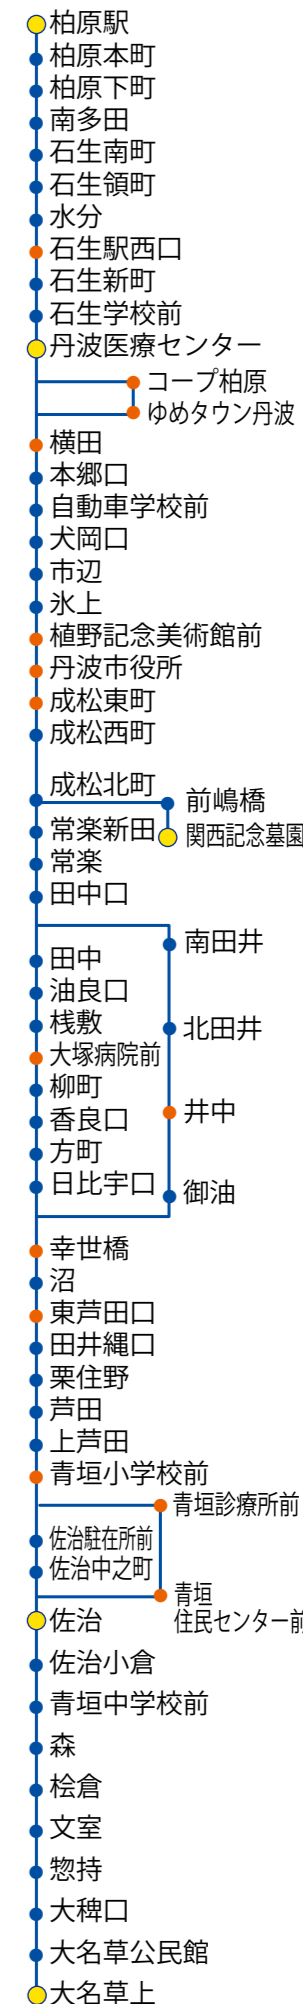 柏原駅
柏原本町
柏原下町
南多田
石生南町
石生領町
水分
石生駅西口
石生新町
石生学校前
丹波医療センター
コープ柏原
ゆめタウン丹波
横田
本郷口
自動車学校前
犬岡口
市辺
氷上
植野記念美術館前
丹波市役所
成松東町
成松西町
成松北町
前嶋橋
常楽新田
関西記念墓園
常楽
田中口
南田井
田中
油良口
桟敷
北田井
大塚病院前
柳町
井中
香良口
方町
日比宇口
御油
幸世橋
沼
東芦田口
田井縄口
栗住野
芦田
上芦田
青垣小学校前
青垣診療所前
佐治駐在所前
佐治中之町
青垣
住民センター前
佐治
佐治小倉
青垣中学校前
森
桧倉
文室
惣持
大稗口
大名草公民館
大名草上